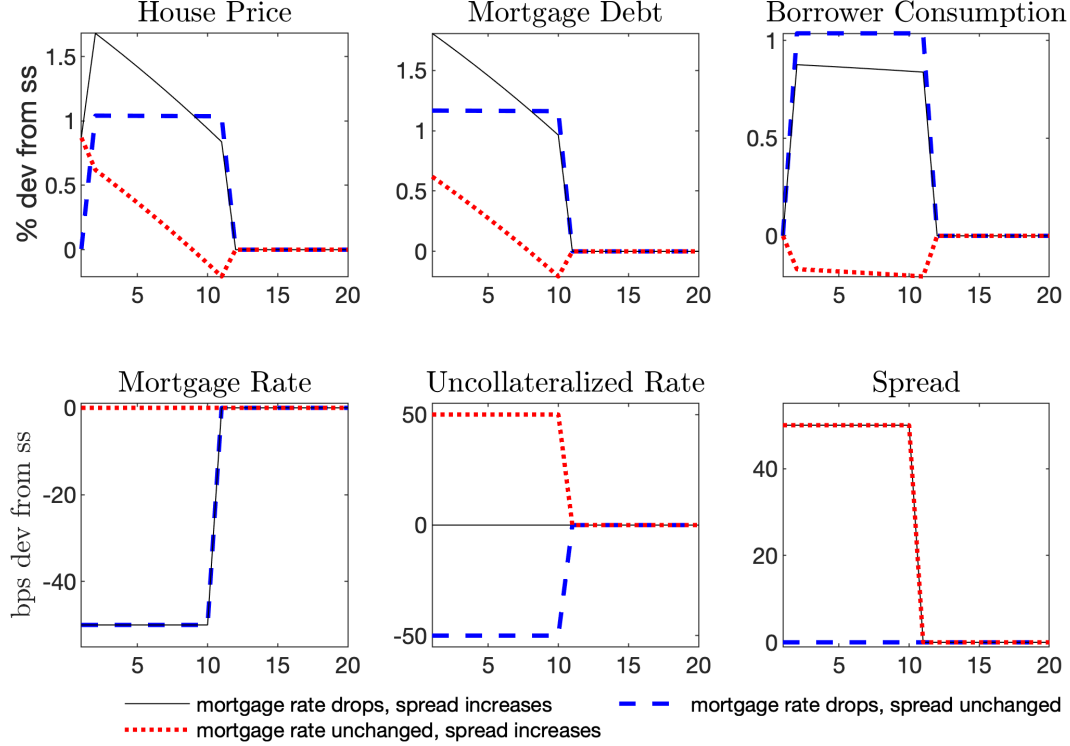 House Price
Mortgage Debt
Borrower Consumption
% dev from ss
1.5
1
0.5
0
5 10 15 20
1.5
1
0.5
0
5 10 15 20
1
0.5
0
5 10 15 20
Mortgage Rate
Uncollateralized Rate
Spread
bps dev from ss
0
-20
-40
5 10 15 20
50
0
-50
5 10 15 20
40
20
0
5 10 15 20
mortgage rate drops, spread increases
mortgage rate drops, spread unchanged
mortgage rate unchanged, spread increases